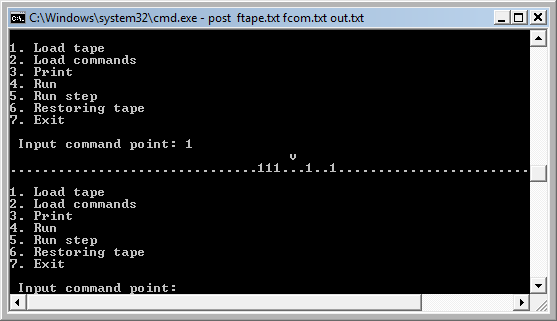 C:\Windows\system32\cmd.exe - post ftape.txt fcom.txt out.txt
1. Load tape
2. Load commands
3. Print
4. Run
5. Run step
6. Restoring tape
7. Exit
Input command point: 1
v
...............................111...1..1........................
1. Load tape
2. Load commands
3. Print
4. Run
5. Run step
6. Restoring tape
7. Exit
Input command point: